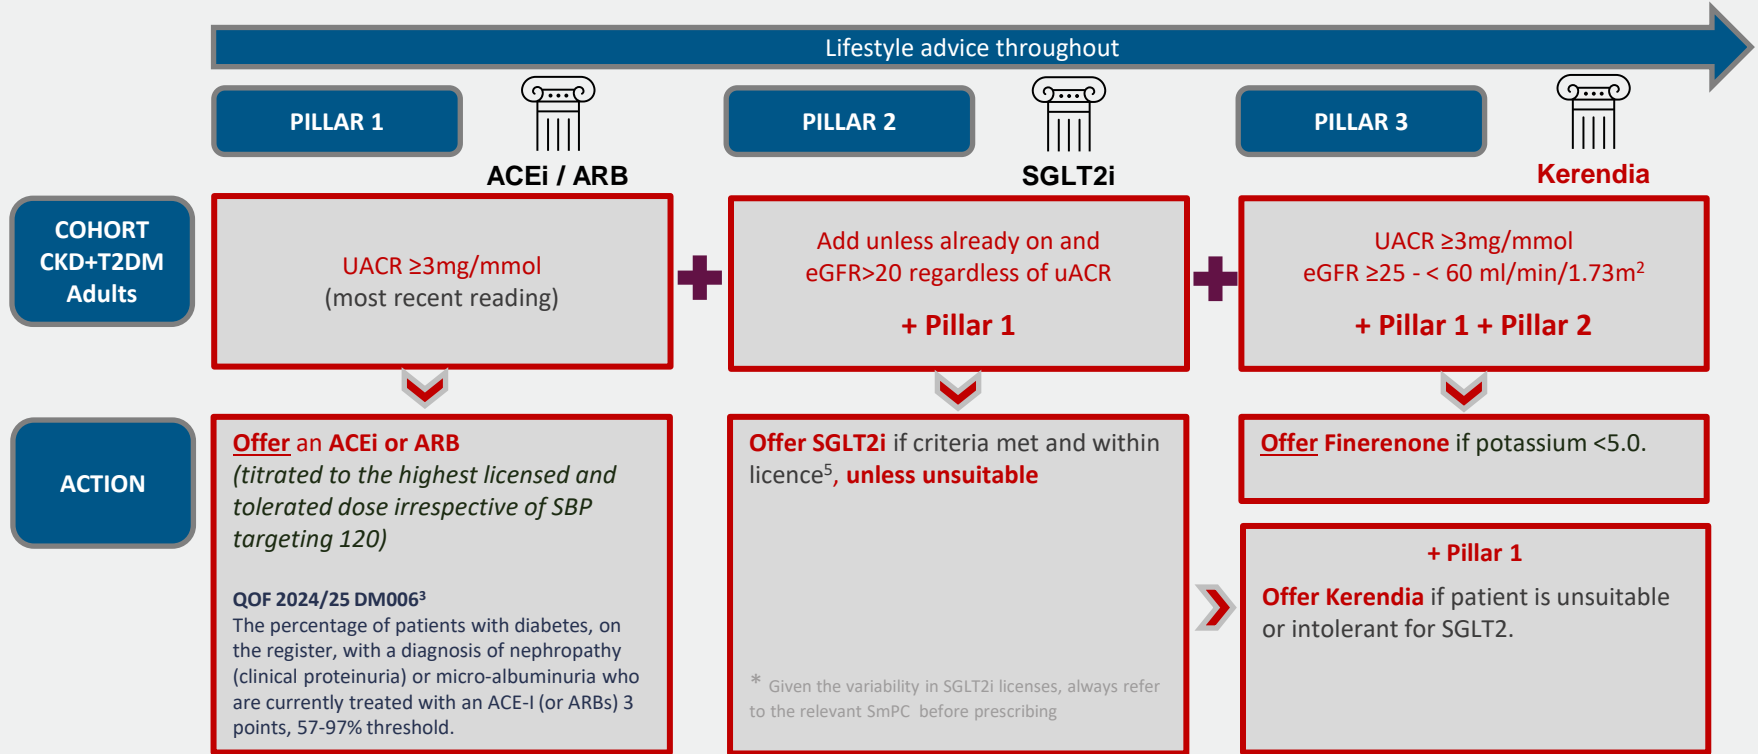 Lifestyle advice throughout
PILLAR 1
ACEi / ARB
PILLAR 2
SGLT2i
PILLAR 3
Kerendia
COHORT
CKD+T2DM
Adults
UACR ≥3mg/mmol
(most recent reading)
Add unless already on and
eGFR>20 regardless of uACR
+ Pillar 1
UACR ≥3mg/mmol
eGFR ≥25 - < 60 ml/min/1.73m²
+ Pillar 1 + Pillar 2
ACTION
Offer an ACEi or ARB
(titrated to the highest licensed and
tolerated dose irrespective of SBP
targeting 120)
QOF 2024/25 DM006³
The percentage of patients with diabetes, on
the register, with a diagnosis of nephropathy
(clinical proteinuria) or micro-albuminuria who
are currently treated with an ACE-I (or ARBs) 3
points, 57-97% threshold.
Offer SGLT2i if criteria met and within
licence⁵, unless unsuitable
* Given the variability in SGLT2i licenses, always refer
to the relevant SmPC before prescribing
Offer Finerenone if potassium <5.0.
+ Pillar 1
Offer Kerendia if patient is unsuitable
or intolerant for SGLT2.